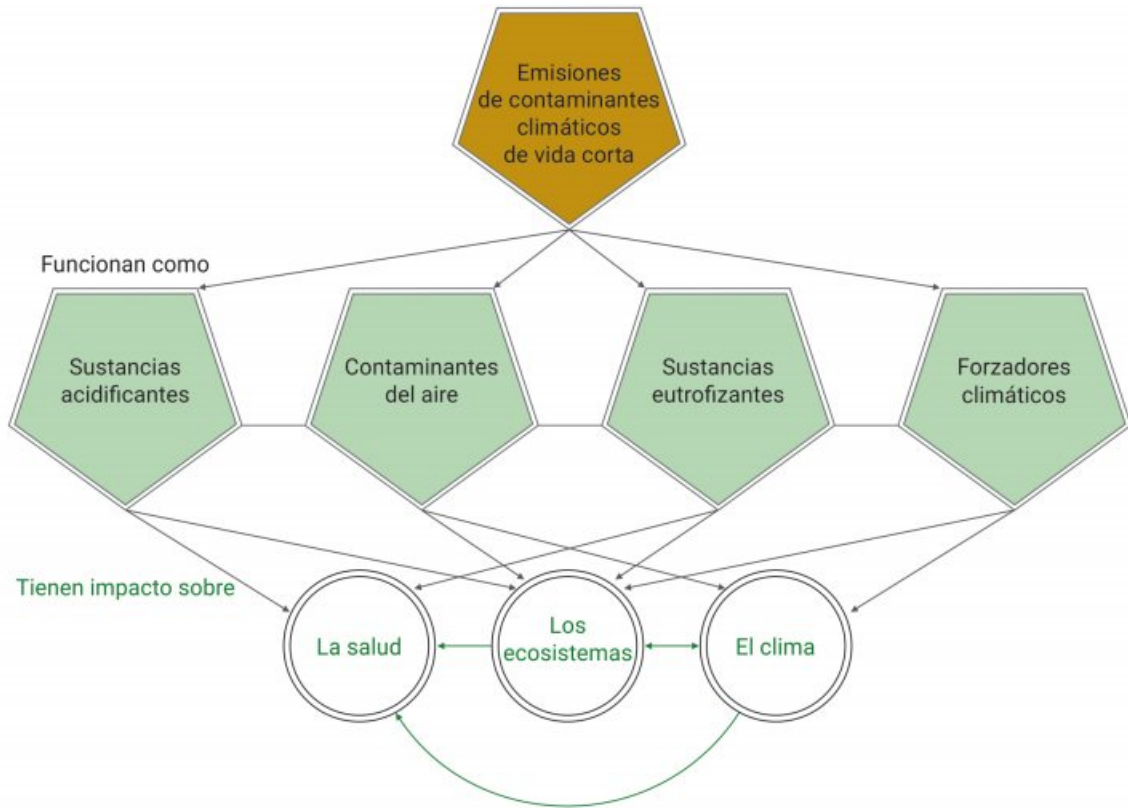 Emisiones
de contaminantes
climáticos
de vida corta
Funcionan como
Sustancias
acidificantes
Contaminantes
del aire
Sustancias
eutrofizantes
Forzadores
climáticos
Tienen impacto sobre
La salud
Los
ecosistemas
El clima